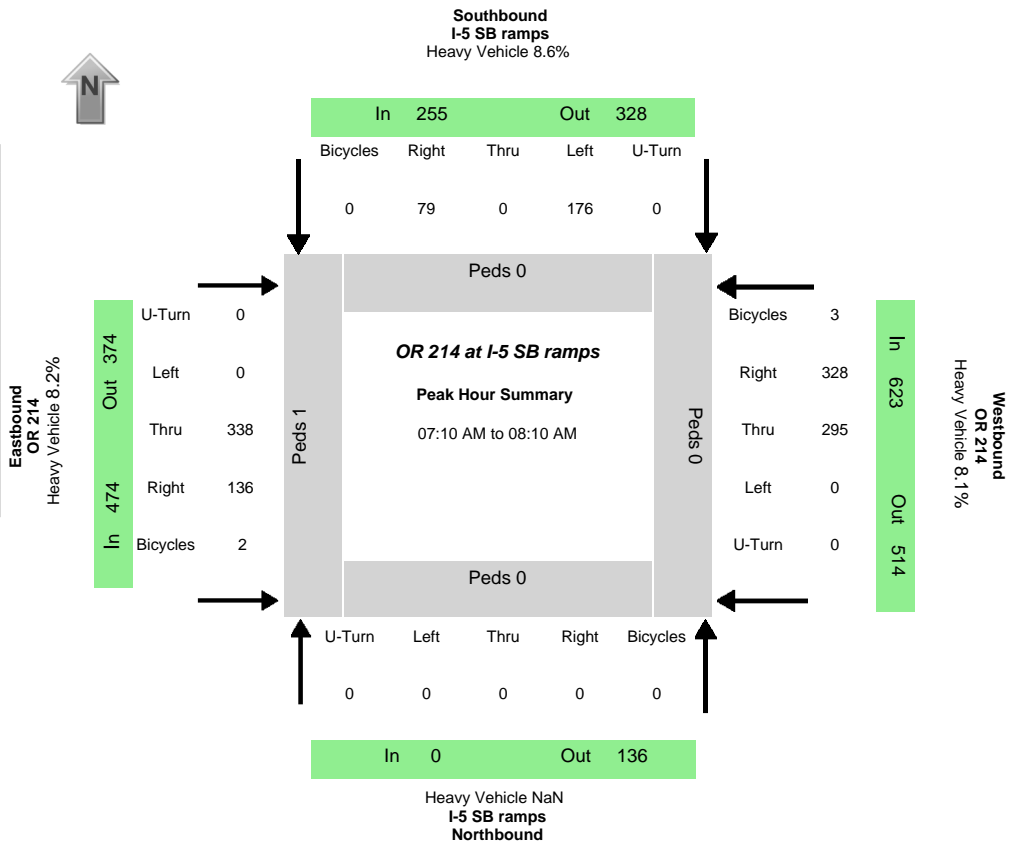 Southbound
I-5 SB ramps
Heavy Vehicle 8.6%
N
In 255 Out 328
Bicycles Right Thru Left U-Turn
0 79 0 176 0
Peds 0
U-Turn 0
Left 0
Thru 338
Right 136
Bicycles 2
Out 374
In 474
Eastbound
OR 214
Heavy Vehicle 8.2%
Peds 1
OR 214 at I-5 SB ramps
Peak Hour Summary
07:10 AM to 08:10 AM
Peds 0
Bicycles 3
Right 328
Thru 295
Left 0
U-Turn 0
In 623
Out 514
Westbound
OR 214
Heavy Vehicle 8.1%
Peds 0
U-Turn Left Thru Right Bicycles
0 0 0 0 0
In 0 Out 136
Heavy Vehicle NaN
I-5 SB ramps
Northbound